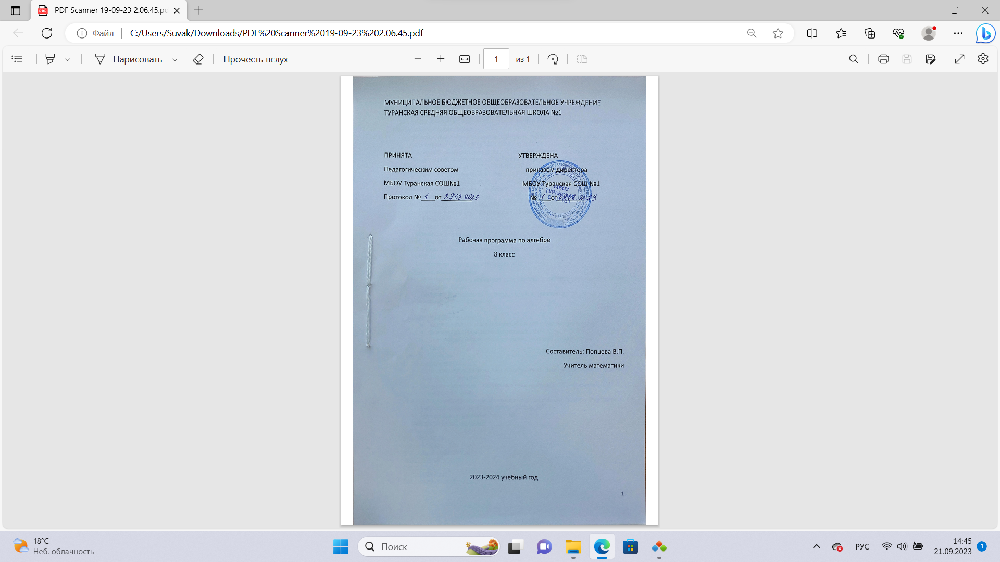 PDF Scanner 19-09-23 2.06.45.pd
Файл
C:/Users/Suvak/Downloads/PDF%20Scanner%2019-09-23%202.06.45.pdf
Нарисовать
Прочесть вслух
1
из 1
МУНИЦИПАЛЬНОЕ БЮДЖЕТНОЕ ОБЩЕОБРАЗОВАТЕЛЬНОЕ УЧРЕЖДЕНИЕ
ТУРАНСКАЯ СРЕДНЯЯ ОБЩЕОБРАЗОВАТЕЛЬНАЯ ШКОЛА №1
ПРИНЯТА УТВЕРЖДЕНА
Педагогическим советом приказом директора
МБОУ Туранская СОШ№1 МБОУ Туранская СОШ №1
Протокол № 1 от 29.08.2023 № 1 от 29.08.2023
МБОУ
ТУРАНСКАЯ
Рабочая программа по алгебре
8 класс
Составитель: Попцева В.П.
Учитель математики
2023-2024 учебный год
1
18°C
Неб. облачность
Поиск
РУС
14:45
21.09.2023
1